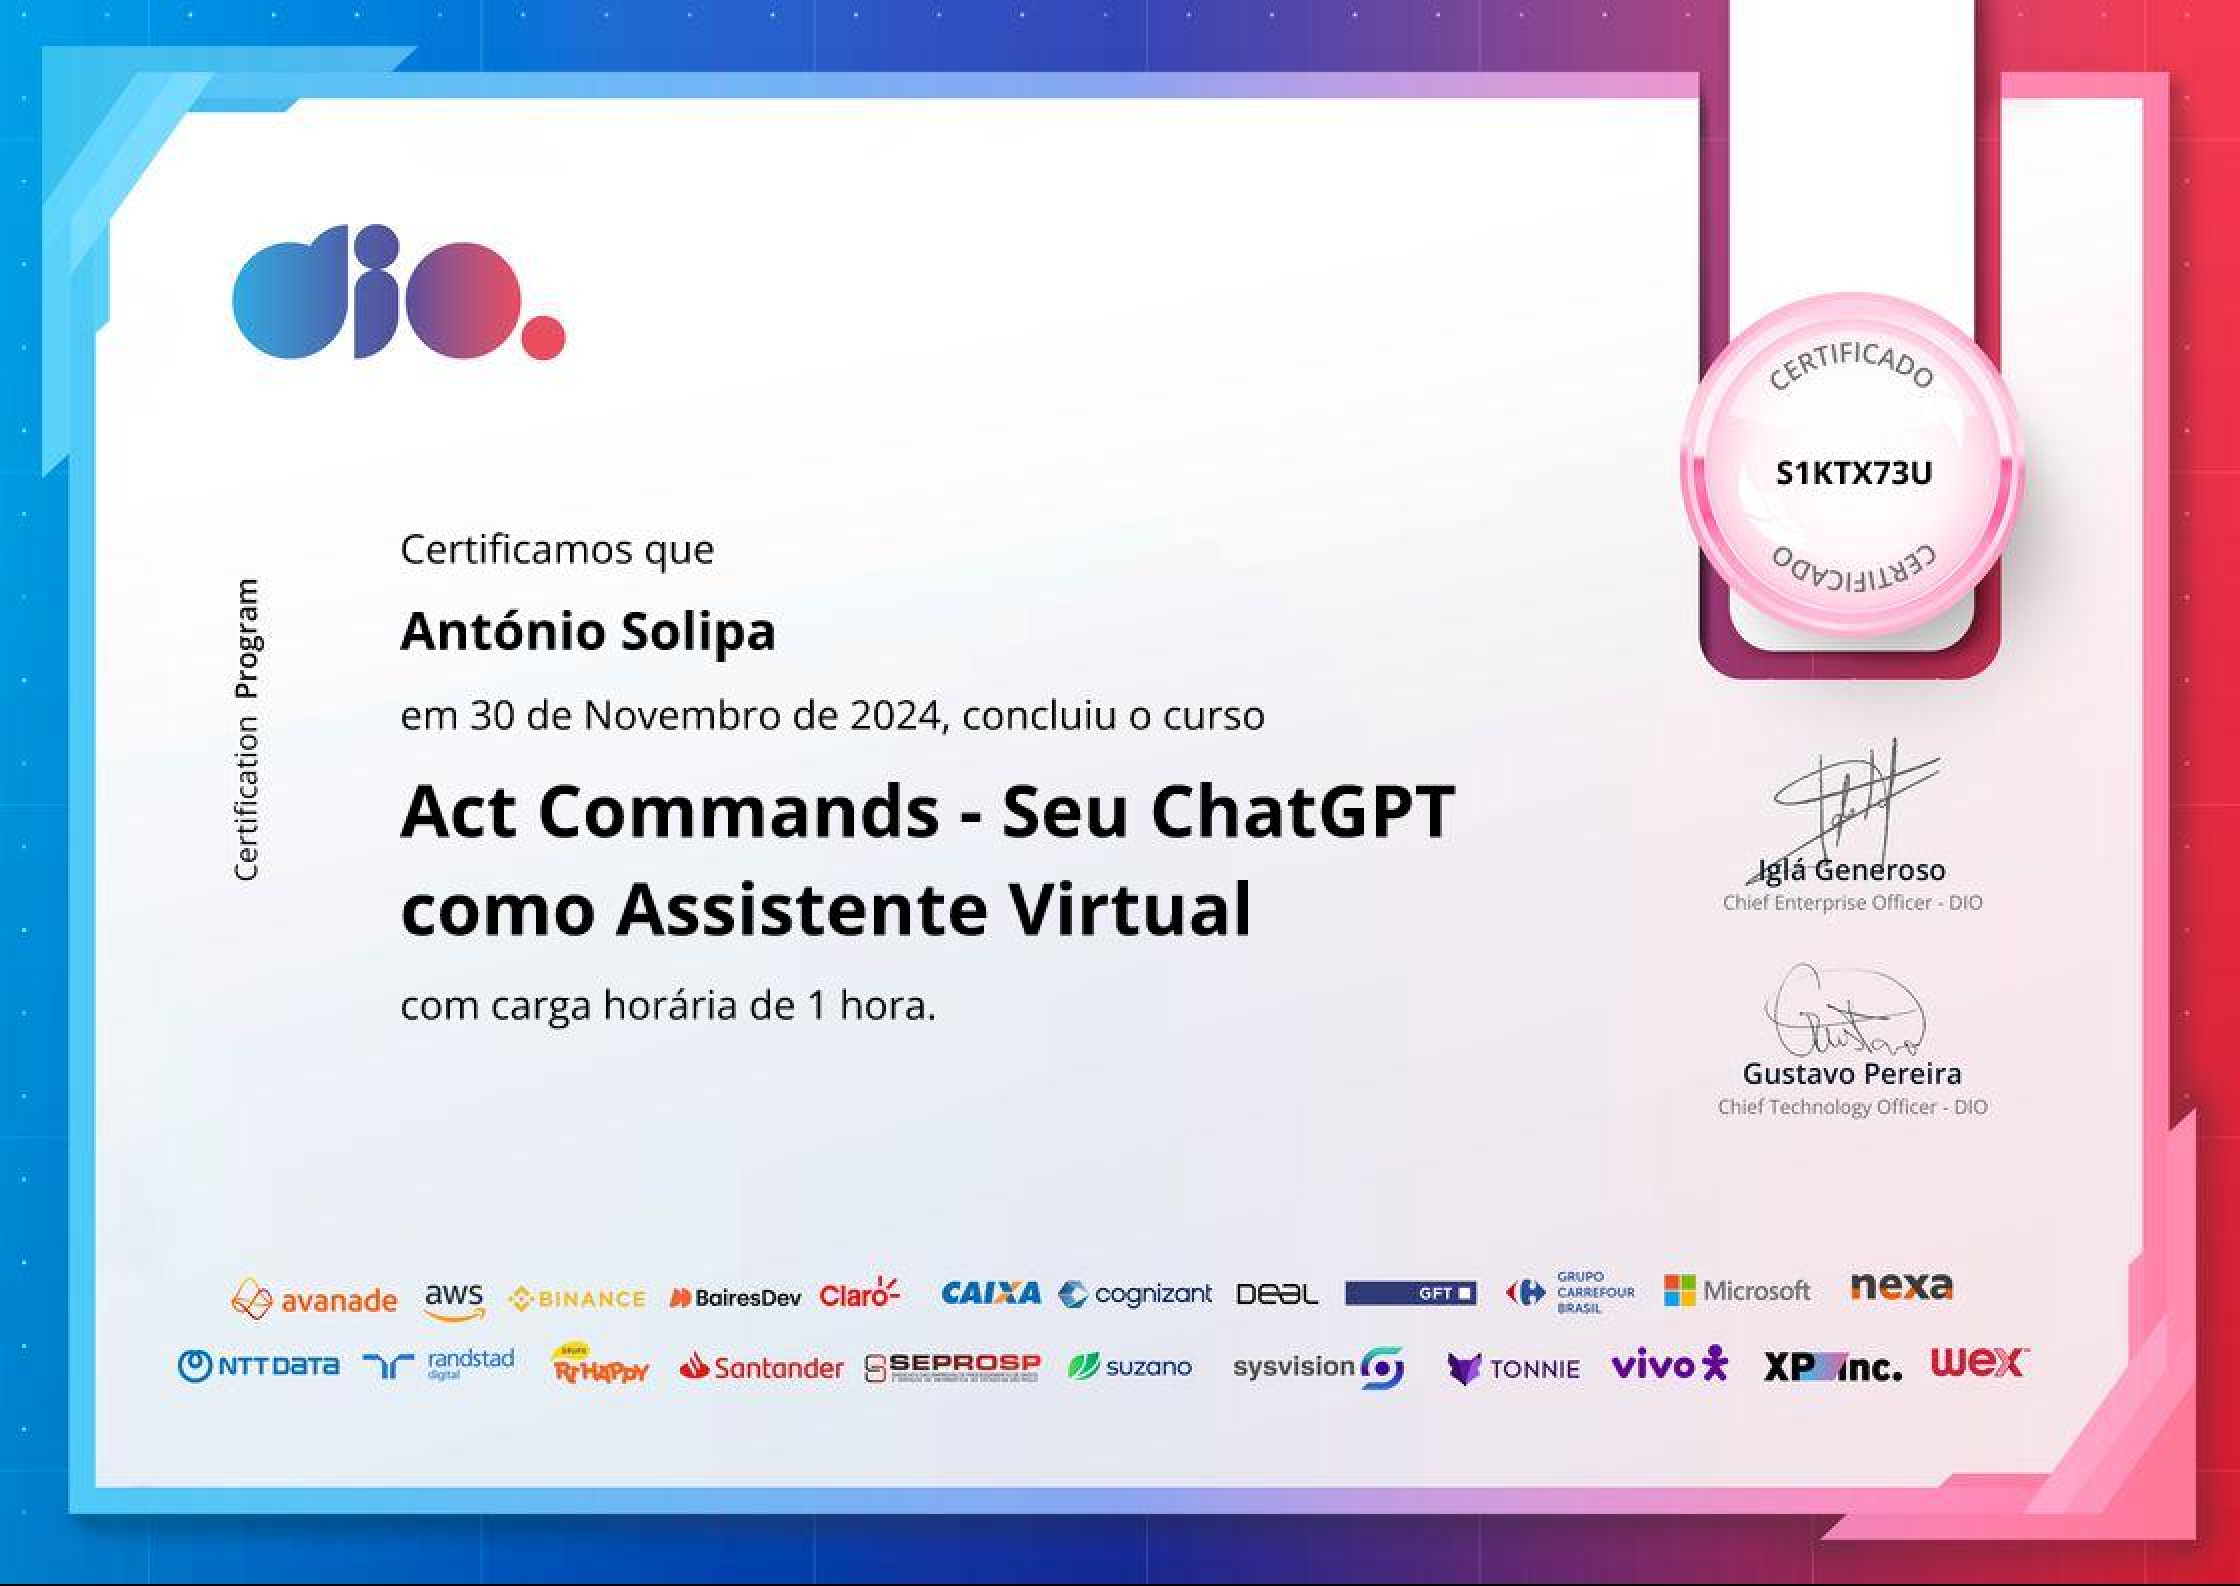 dio.
CERTIFICADO
S1KTX73U
CERTIFICADO
Certification Program
Certificamos que
António Solipa
em 30 de Novembro de 2024, concluiu o curso
Act Commands - Seu ChatGPT
como Assistente Virtual
com carga horária de 1 hora.
Iglá Generoso
Chief Enterprise Officer - DIO
Gustavo
Gustavo Pereira
Chief Technology Officer - DIO
avanade aws BINANCE BairesDev Claro CAIXA cognizant Deal GFT GRUPO CARREFOUR BRASIL Microsoft nexa
NTT DATA randstad digital GRUPO Ri HAPPY Santander SEPROSP suzano sysvision TONNIE vivo XP inc. wex